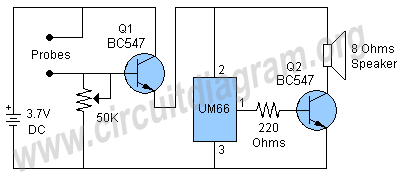 Q1
BC547
Probes
50K
3.7V
DC
2
UM66
1
3
220
Ohms
Q2
BC547
8 Ohms
Speaker
+
www.circuitdiagram.org